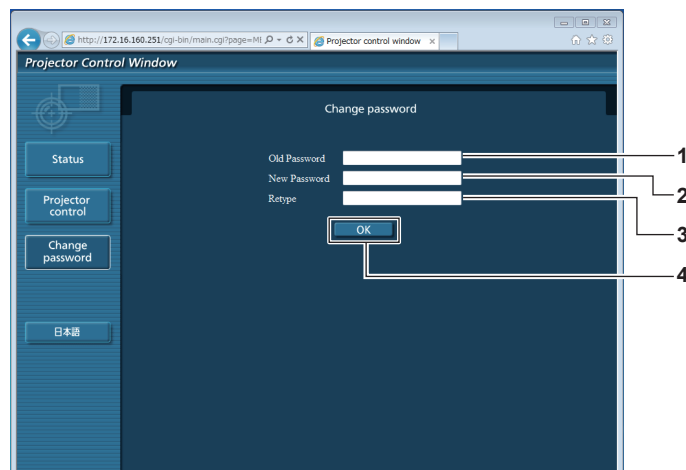 http://172.16.160.251/cgi-bin/main.cgi?page=MI
Projector control window
Projector Control Window
Change password
Status
Projector
control
Change
password
日本語
Old Password
New Password
Retype
OK
1
2
3
4